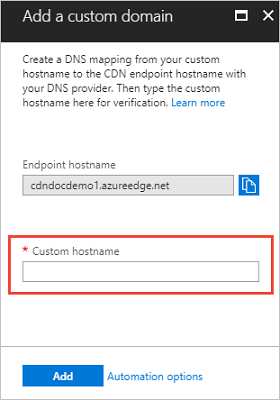 Add a custom domain
Create a DNS mapping from your custom
hostname to the CDN endpoint hostname with
your DNS provider. Then type the custom
hostname here for verification. Learn more
Endpoint hostname
cdndocdemo1.azureedge.net
* Custom hostname
Add Automation options